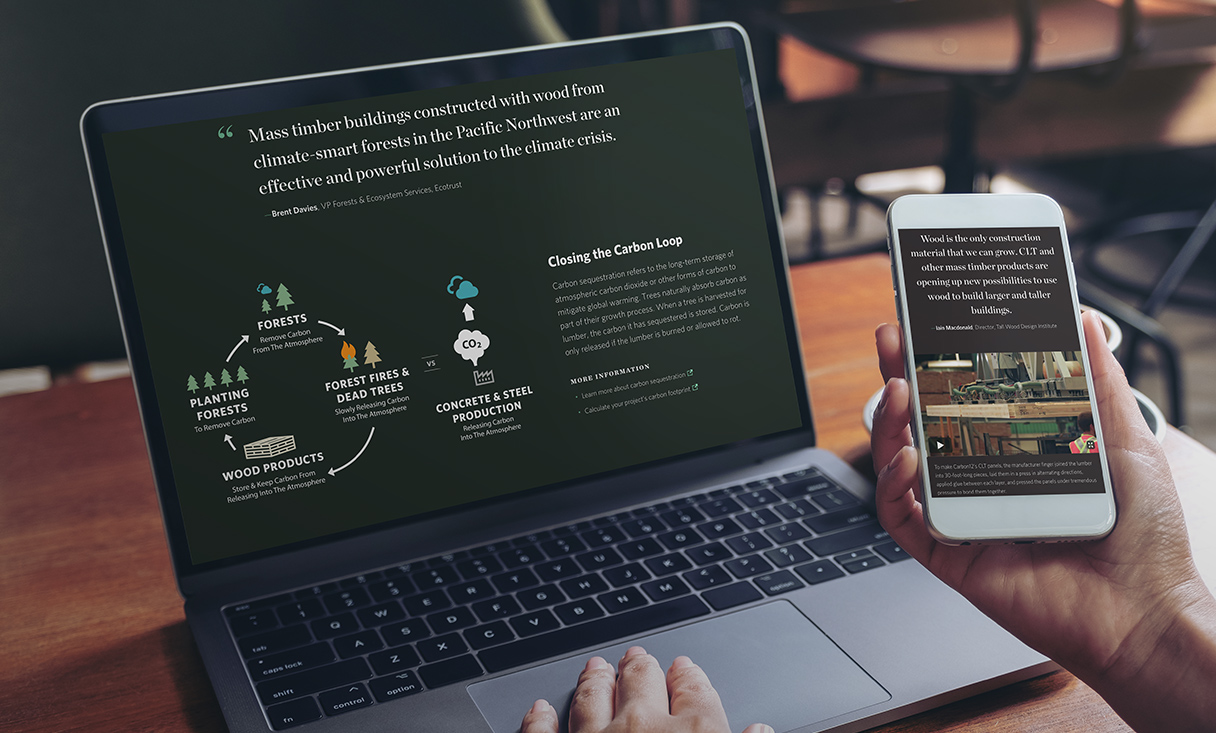 “ Mass timber buildings constructed with wood from
climate-smart forests in the Pacific Northwest are an
effective and powerful solution to the climate crisis.
– Brent Davies, VP Forests & Ecosystem Services, Ecotrust
FORESTS
Remove Carbon
From The Atmosphere
PLANTING
FORESTS
To Remove Carbon
FOREST FIRES &
DEAD TREES
Slowly Releasing Carbon
Into The Atmosphere
WOOD PRODUCTS
Store & Keep Carbon From
Releasing Into The Atmosphere
VS
CO2
CONCRETE & STEEL
PRODUCTION
Releasing Carbon
Into The Atmosphere
Closing the Carbon Loop
Carbon sequestration refers to the long-term storage of
atmospheric carbon dioxide or other forms of carbon to
mitigate global warming. Trees naturally absorb carbon as
part of their growth process. When a tree is harvested for
lumber, the carbon it has sequestered is stored. Carbon is
only released if the lumber is burned or allowed to rot.
MORE INFORMATION
• Learn more about carbon sequestration
• Calculate your project's carbon footprint
Wood is the only construction
material that we can grow. CLT and
other mass timber products are
opening up new possibilities to use
wood to build larger and taller
buildings.
– Iain Macdonald, Director, Tall Wood Design Institute
To make Carbon12's CLT panels, the manufacturer finger joined the lumber
into 30-foot-long pieces, laid them in a press in alternating directions,
applied glue between each layer, and pressed the panels under tremendous
pressure to bond them together.
tab Q W E R T Y U I O P
caps lock A S D F G H J K L
shift Z X C V B N M
fn control option
option